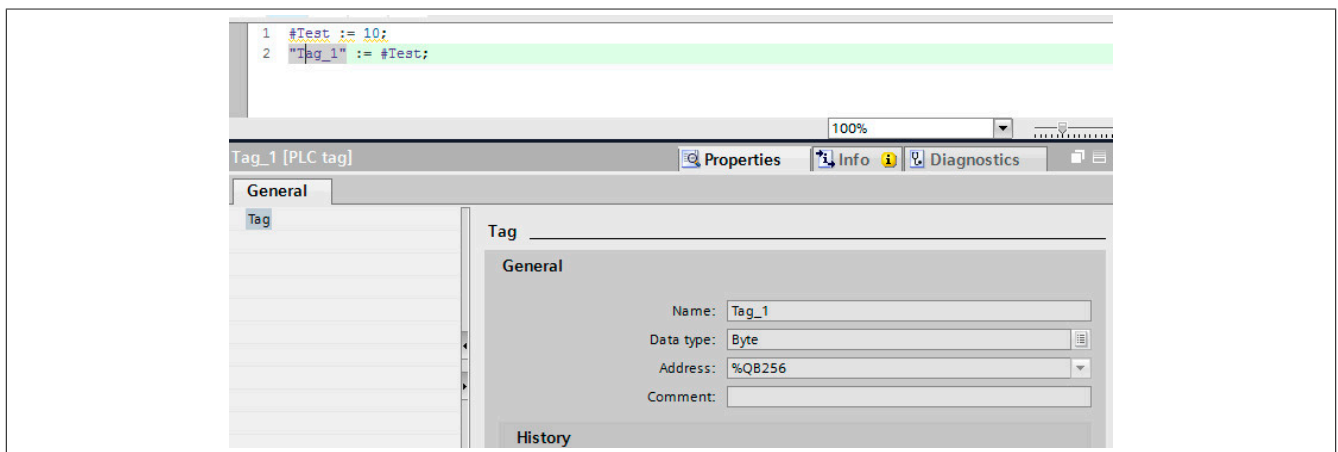 1 #Test := 10;
2 "Tag_1" := #Test;
100%
Tag_1 [PLC tag]
Properties Info Diagnostics
General
Tag
Tag
General
Name: Tag_1
Data type: Byte
Address: %QB256
Comment:
History